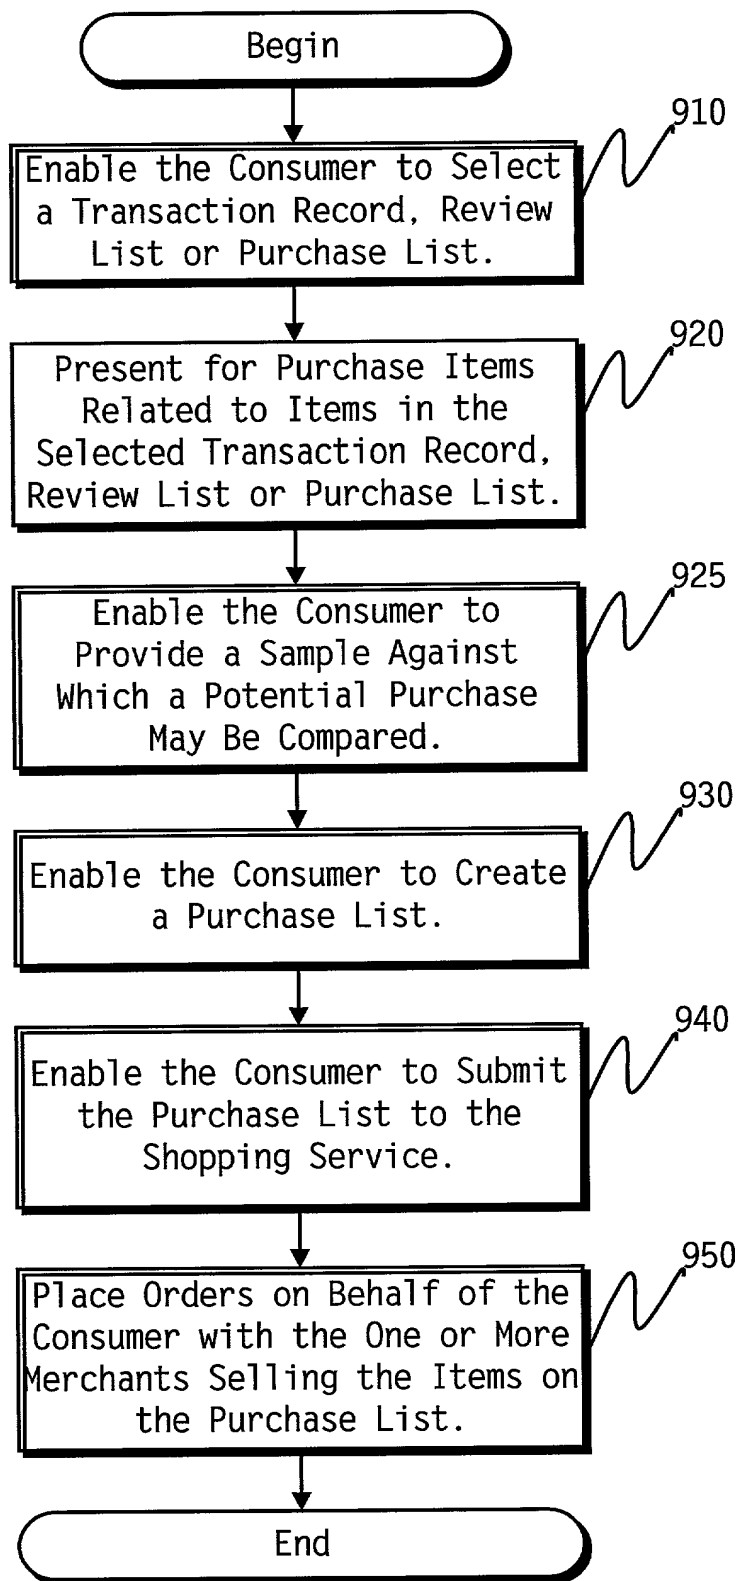 Begin
910
Enable the Consumer to Select
a Transaction Record, Review
List or Purchase List.
920
Present for Purchase Items
Related to Items in the
Selected Transaction Record,
Review List or Purchase List.
925
Enable the Consumer to
Provide a Sample Against
Which a Potential Purchase
May Be Compared.
930
Enable the Consumer to Create
a Purchase List.
940
Enable the Consumer to Submit
the Purchase List to the
Shopping Service.
950
Place Orders on Behalf of the
Consumer with the One or More
Merchants Selling the Items on
the Purchase List.
End